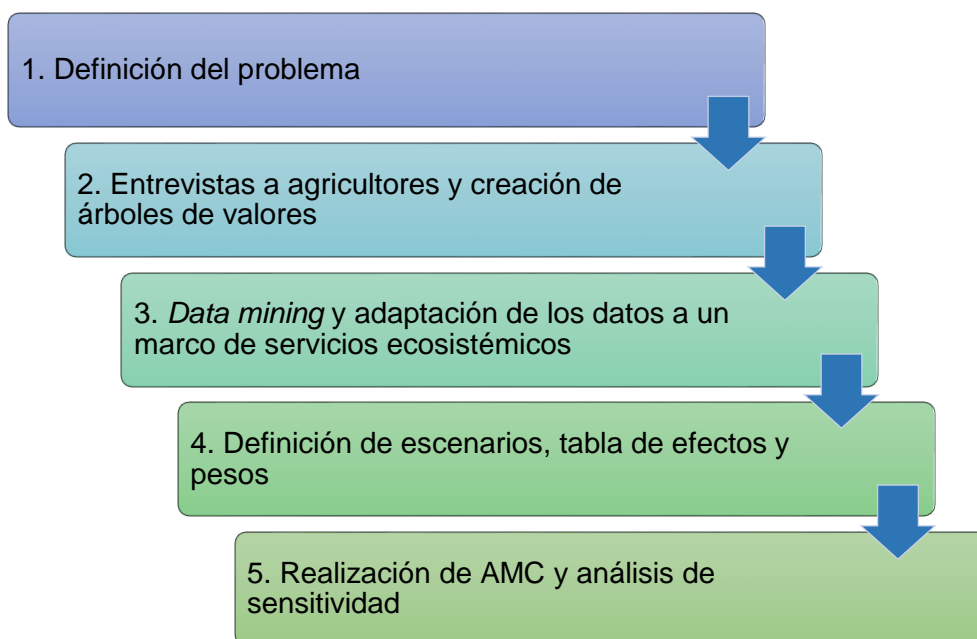 1. Definición del problema
2. Entrevistas a agricultores y creación de
árboles de valores
3. Data mining y adaptación de los datos a un
marco de servicios ecosistémicos
4. Definición de escenarios, tabla de efectos y
pesos
5. Realización de AMC y análisis de
sensitividad